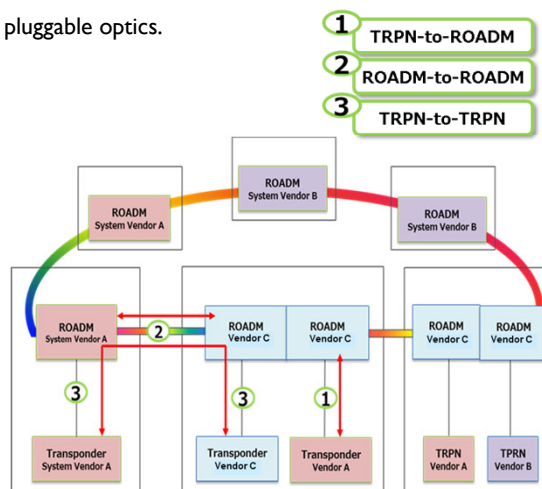 pluggable optics.
1
TRPN-to-ROADM
2
ROADM-to-ROADM
3
TRPN-to-TRPN
ROADM
System Vendor A
ROADM
System Vendor B
ROADM
System Vendor B
ROADM
System Vendor A
2
ROADM
Vendor C
ROADM
Vendor C
ROADM
Vendor C
ROADM
Vendor C
3
3
1
Transponder
System Vendor A
Transponder
Vendor C
Transponder
Vendor A
TRPN
Vendor A
TPRN
Vendor B